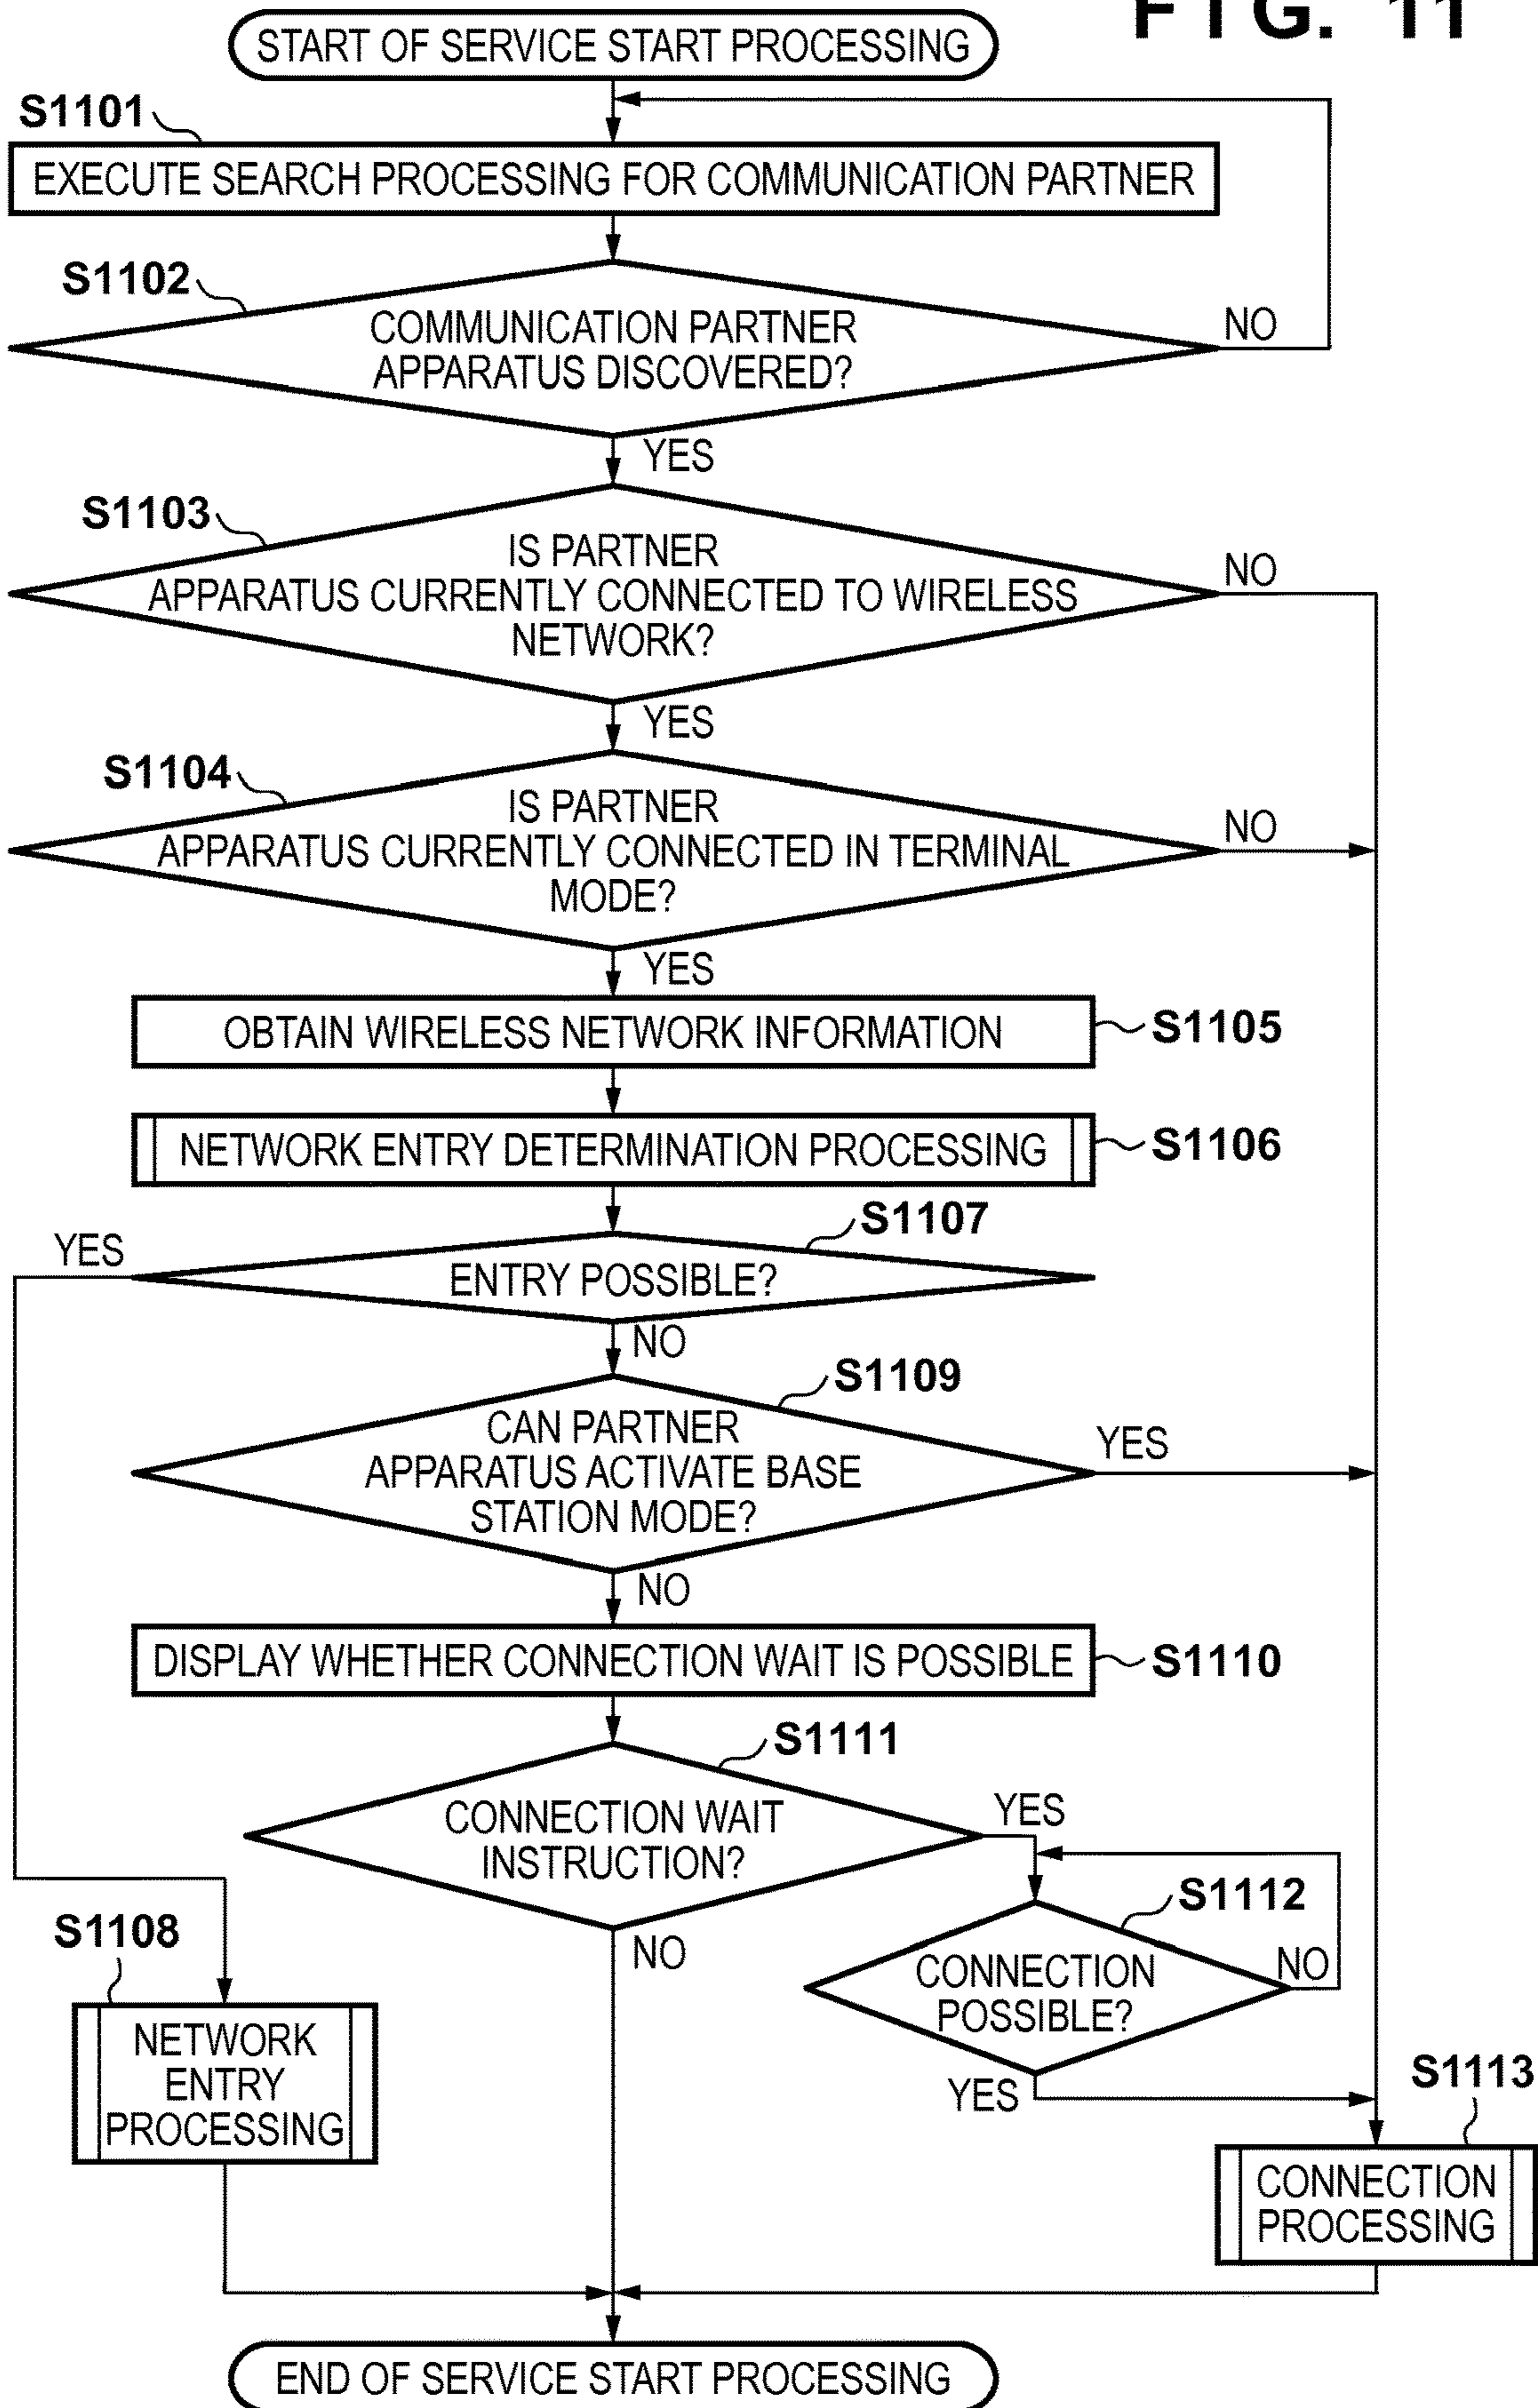 FIG. 11
START OF SERVICE START PROCESSING
S1101
EXECUTE SEARCH PROCESSING FOR COMMUNICATION PARTNER
S1102
COMMUNICATION PARTNER
APPARATUS DISCOVERED?
NO
YES
S1103
IS PARTNER
APPARATUS CURRENTLY CONNECTED TO WIRELESS
NETWORK?
NO
YES
S1104
IS PARTNER
APPARATUS CURRENTLY CONNECTED IN TERMINAL
MODE?
NO
YES
OBTAIN WIRELESS NETWORK INFORMATION
S1105
NETWORK ENTRY DETERMINATION PROCESSING
S1106
S1107
YES
ENTRY POSSIBLE?
NO
S1109
CAN PARTNER
APPARATUS ACTIVATE BASE
STATION MODE?
YES
NO
DISPLAY WHETHER CONNECTION WAIT IS POSSIBLE
S1110
S1111
CONNECTION WAIT
INSTRUCTION?
YES
NO
S1112
CONNECTION
POSSIBLE?
NO
YES
S1108
NETWORK
ENTRY
PROCESSING
S1113
CONNECTION
PROCESSING
END OF SERVICE START PROCESSING